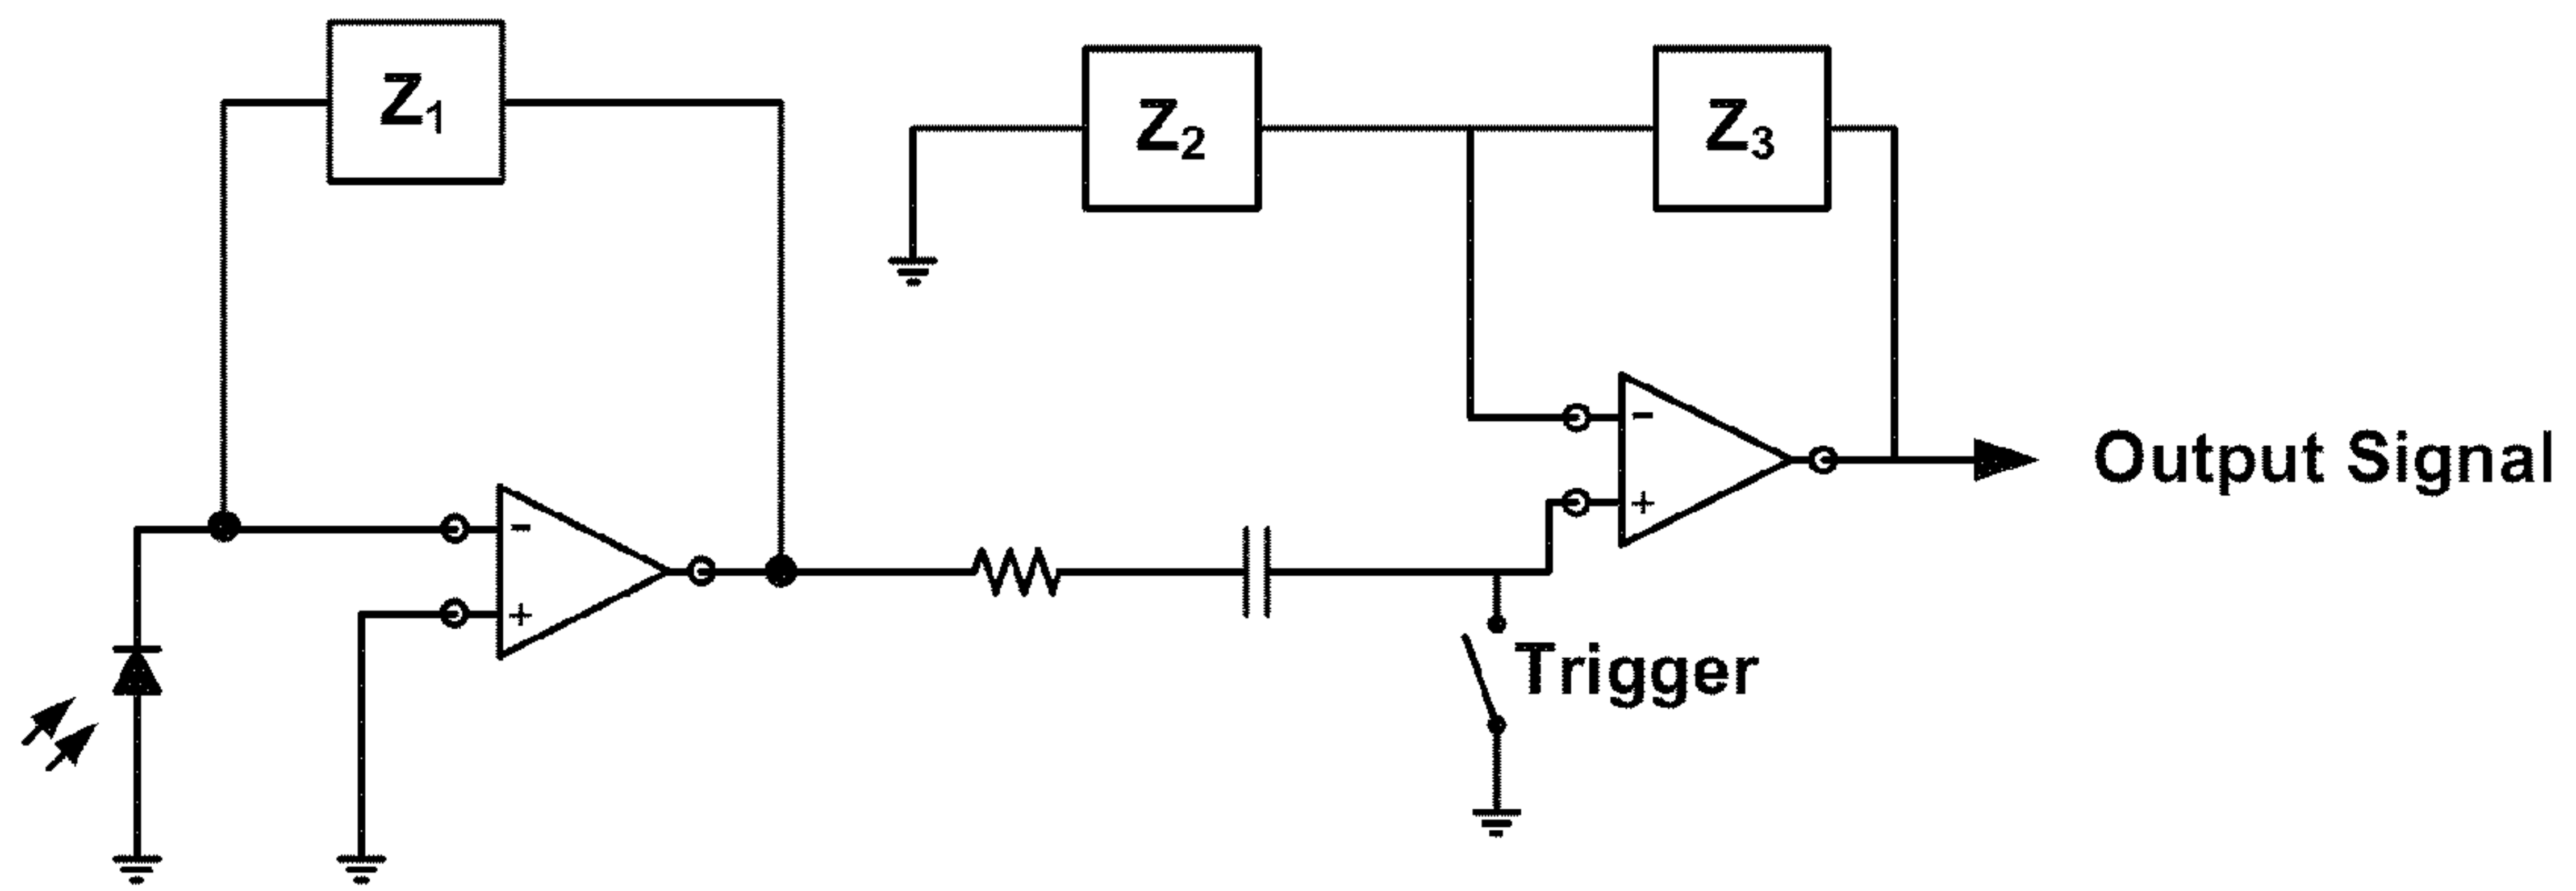 Z₁
Z₂
Z₃
-
+
-
+
Output Signal
Trigger